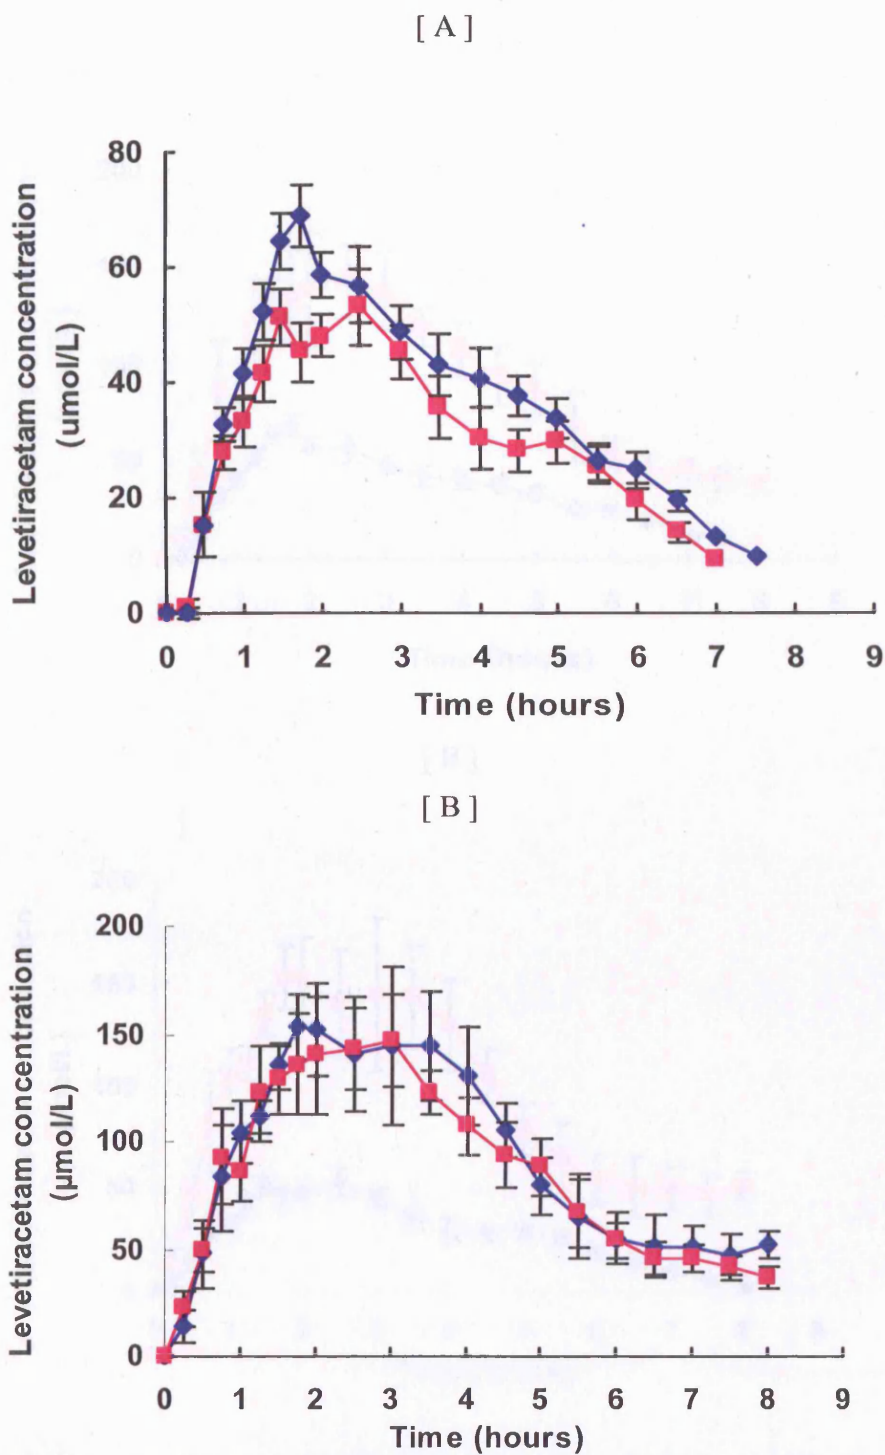 [ A ]
Levetiracetam concentration
(umol/L)
80
60
40
20
0
0 1 2 3 4 5 6 7 8 9
Time (hours)
[ B ]
Levetiracetam concentration
(µmol/L)
200
150
100
50
0
0 1 2 3 4 5 6 7 8 9
Time (hours)